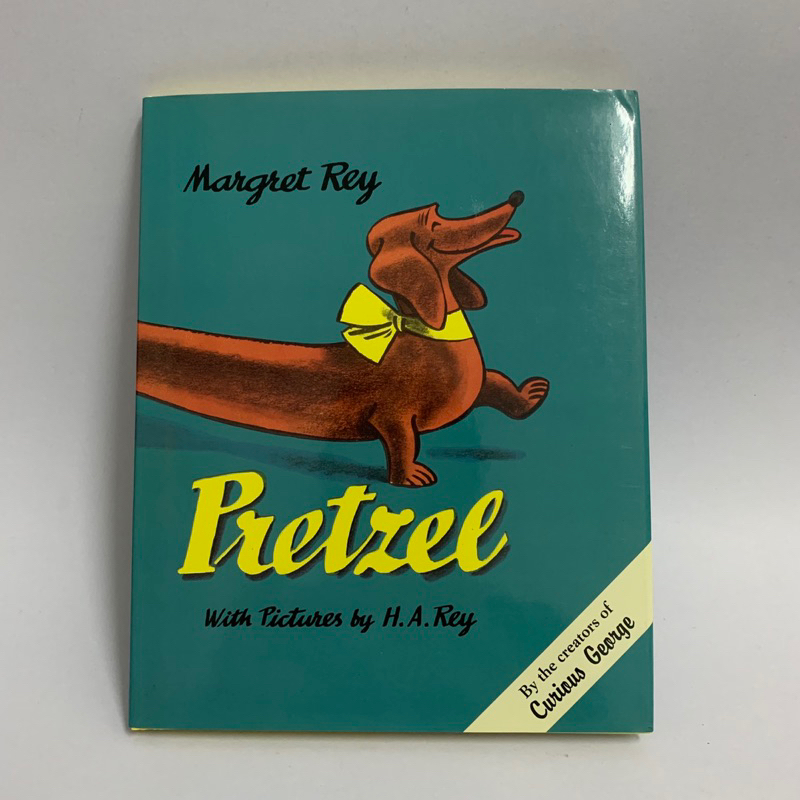 Margret Rey
Pretzel
With Pictures by H. A. Rey
By the creators of
Curious George